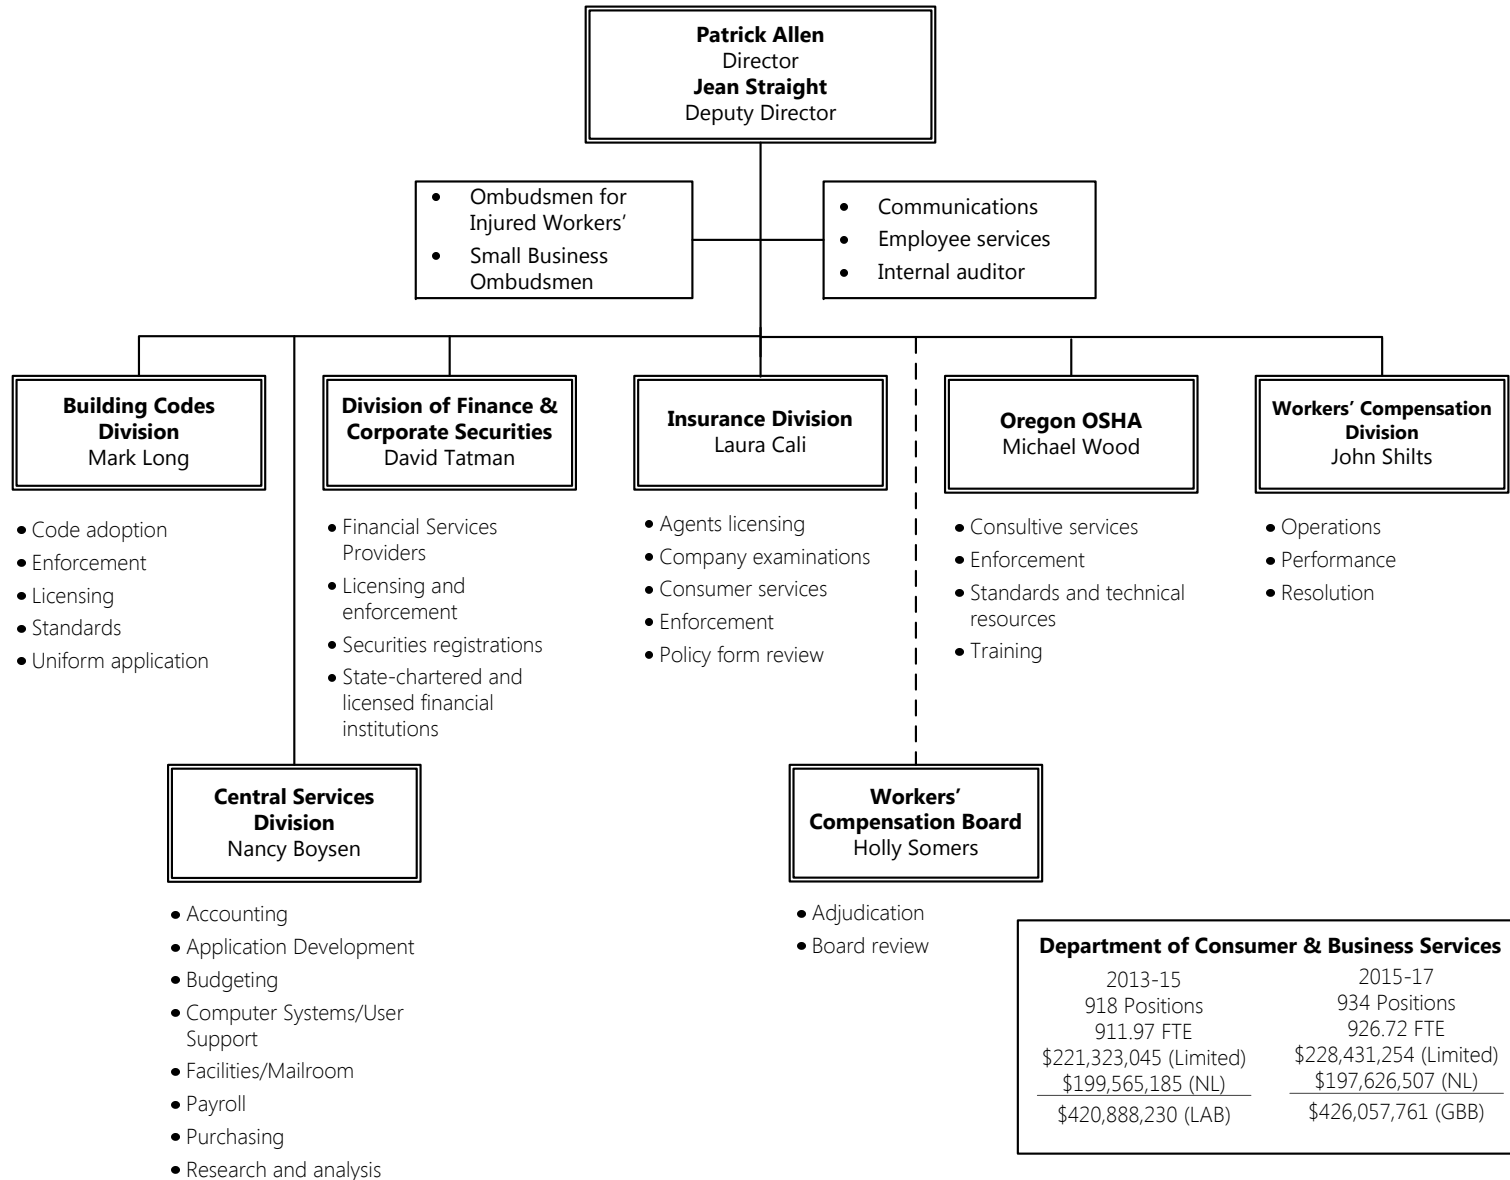 Patrick Allen
Director
Jean Straight
Deputy Director
• Ombudsmen for
Injured Workers’
• Small Business
Ombudsmen
• Communications
• Employee services
• Internal auditor
Building Codes
Division
Mark Long
• Code adoption
• Enforcement
• Licensing
• Standards
• Uniform application
Division of Finance &
Corporate Securities
David Tatman
• Financial Services
Providers
• Licensing and
enforcement
• Securities registrations
• State-chartered and
licensed financial
institutions
Insurance Division
Laura Cali
• Agents licensing
• Company examinations
• Consumer services
• Enforcement
• Policy form review
Oregon OSHA
Michael Wood
• Consultive services
• Enforcement
• Standards and technical
resources
• Training
Workers’ Compensation
Division
John Shilts
• Operations
• Performance
• Resolution
Central Services
Division
Nancy Boysen
• Accounting
• Application Development
• Budgeting
• Computer Systems/User
Support
• Facilities/Mailroom
• Payroll
• Purchasing
• Research and analysis
Workers’
Compensation Board
Holly Somers
• Adjudication
• Board review
Department of Consumer & Business Services
2013-15
918 Positions
911.97 FTE
$221,323,045 (Limited)
$199,565,185 (NL)
$420,888,230 (LAB)
2015-17
934 Positions
926.72 FTE
$228,431,254 (Limited)
$197,626,507 (NL)
$426,057,761 (GBB)